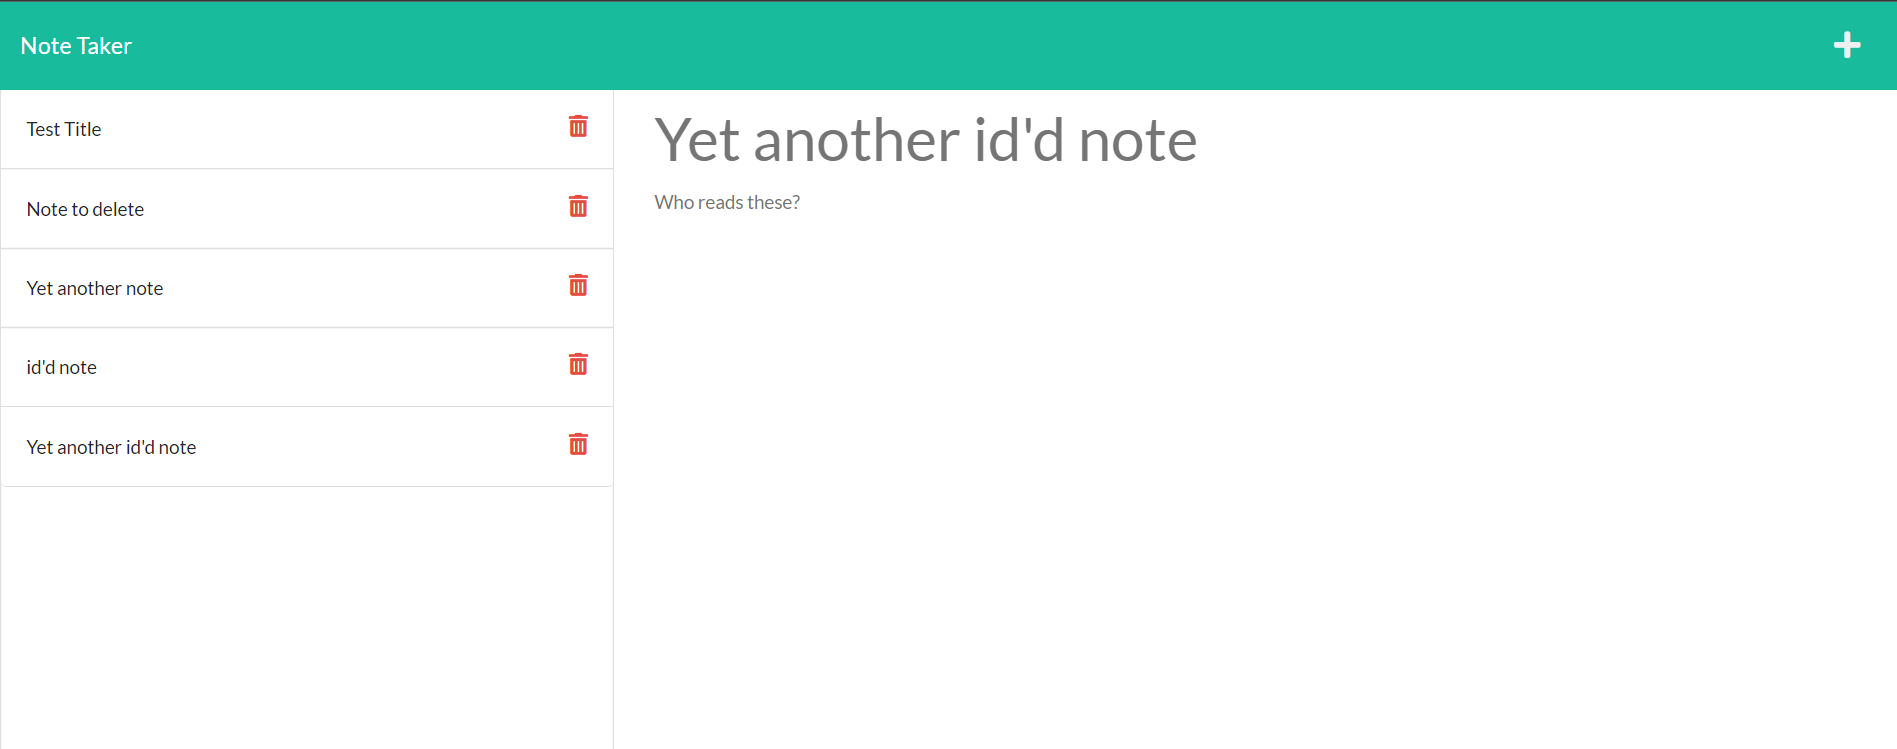 Note Taker
Test Title
Note to delete
Yet another note
id'd note
Yet another id'd note
Yet another id'd note
Who reads these?